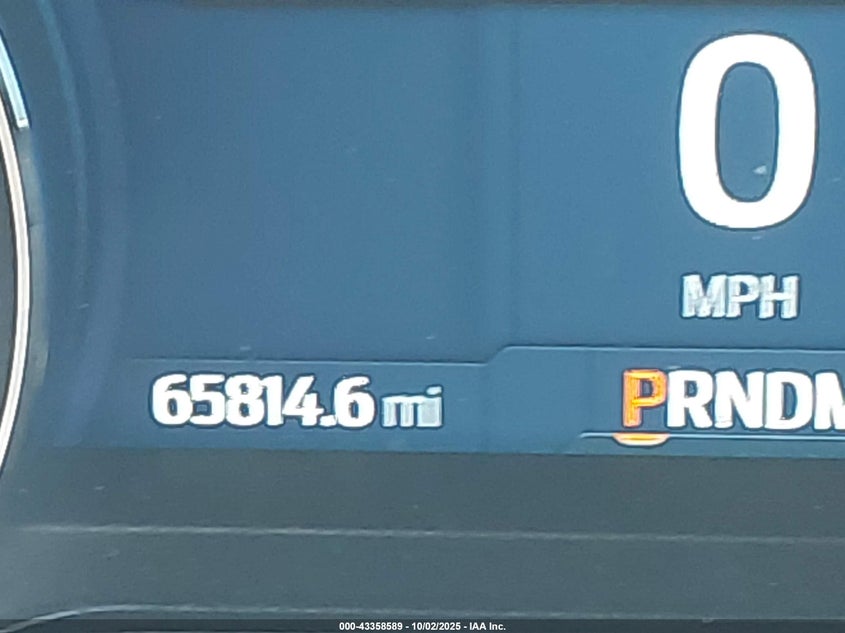 0
MPH
65814.6 mi PRNDM
000-43358589 - 10/02/2025 - IAA Inc.